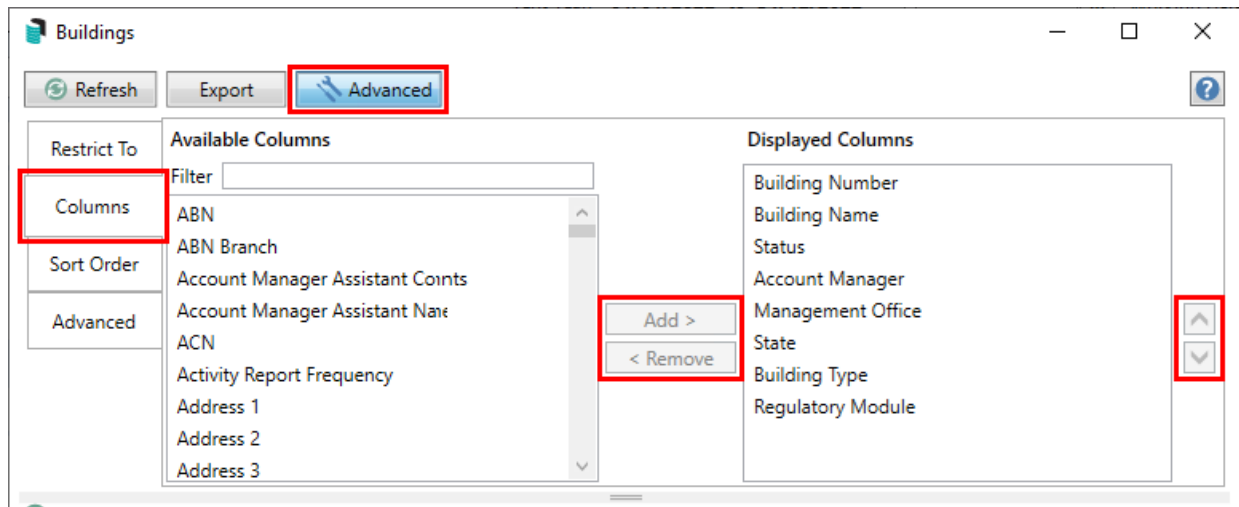 Buildings
Refresh Export Advanced
Restrict To
Columns
Sort Order
Advanced
Available Columns
Filter
ABN
ABN Branch
Account Manager Assistant
Account Manager Assistant
ACN
Activity Report Frequency
Address 1
Address 2
Address 3
Add >
< Remove
Displayed Columns
Building Number
Building Name
Status
Account Manager
Management Office
State
Building Type
Regulatory Module